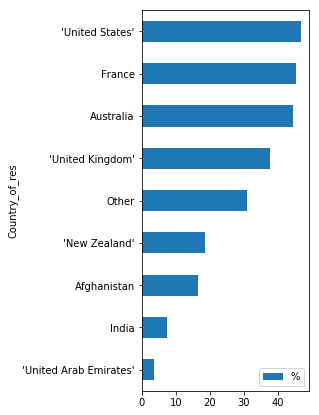 'United States'
France
Australia
'United Kingdom'
Other
'New Zealand'
Afghanistan
India
'United Arab Emirates'
Country_of_res
0 10 20 30 40
%